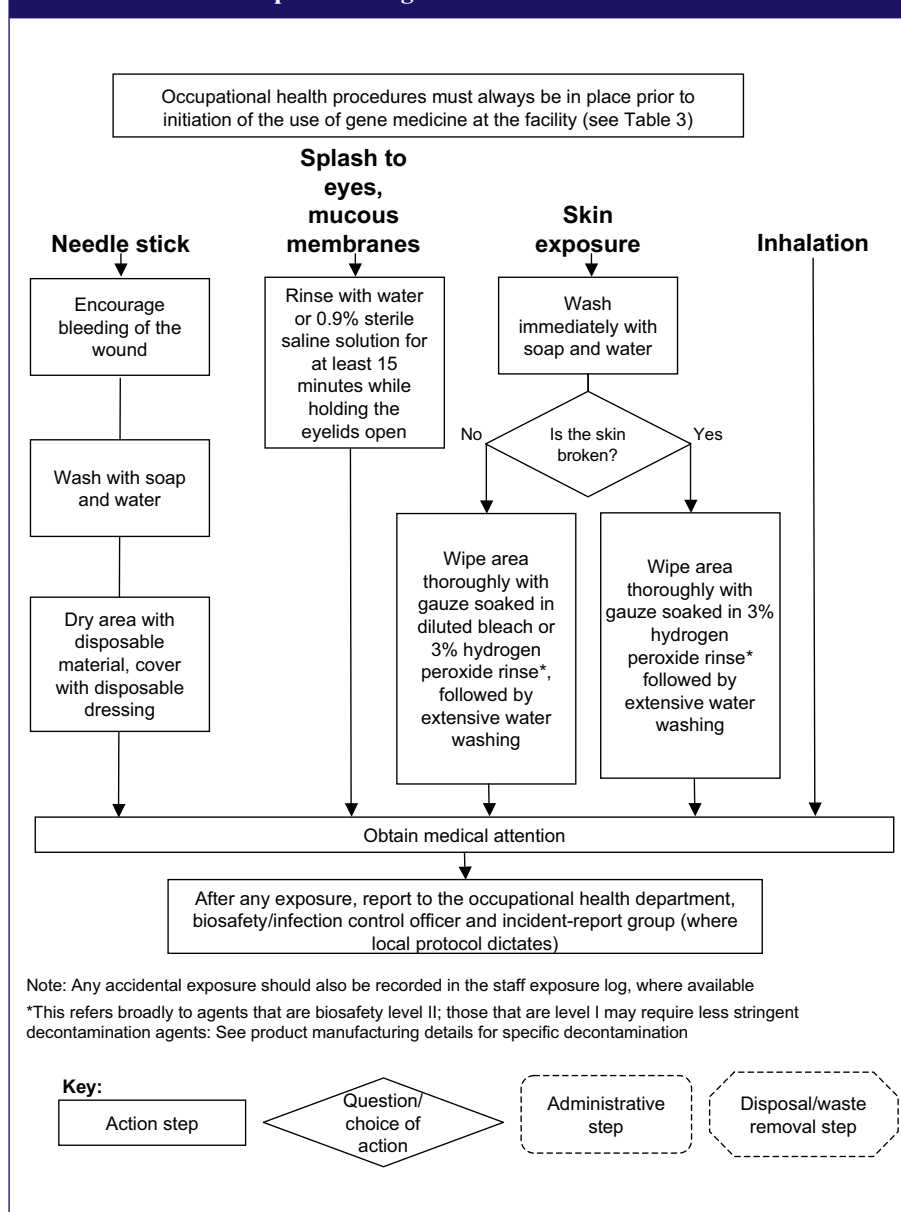 Occupational health procedures must always be in place prior to
initiation of the use of gene medicine at the facility (see Table 3)
Needle stick
Encourage
bleeding of the
wound
Wash with soap
and water
Dry area with
disposable
material, cover
with disposable
dressing
Splash to
eyes,
mucous
membranes
Rinse with water
or 0.9% sterile
saline solution for
at least 15
minutes while
holding the
eyelids open
Skin
exposure
Wash
immediately with
soap and water
Is the skin
broken?
No
Yes
Wipe area
thoroughly with
gauze soaked in
diluted bleach or
3% hydrogen
peroxide rinse*,
followed by
extensive water
washing
Wipe area
thoroughly with
gauze soaked in 3%
hydrogen
peroxide rinse*
followed by
extensive water
washing
Inhalation
Obtain medical attention
After any exposure, report to the occupational health department,
biosafety/infection control officer and incident-report group (where
local protocol dictates)
Note: Any accidental exposure should also be recorded in the staff exposure log, where available
*This refers broadly to agents that are biosafety level II; those that are level I may require less stringent
decontamination agents: See product manufacturing details for specific decontamination
Key:
Action step
Question/
choice of
action
Administrative
step
Disposal/waste
removal step